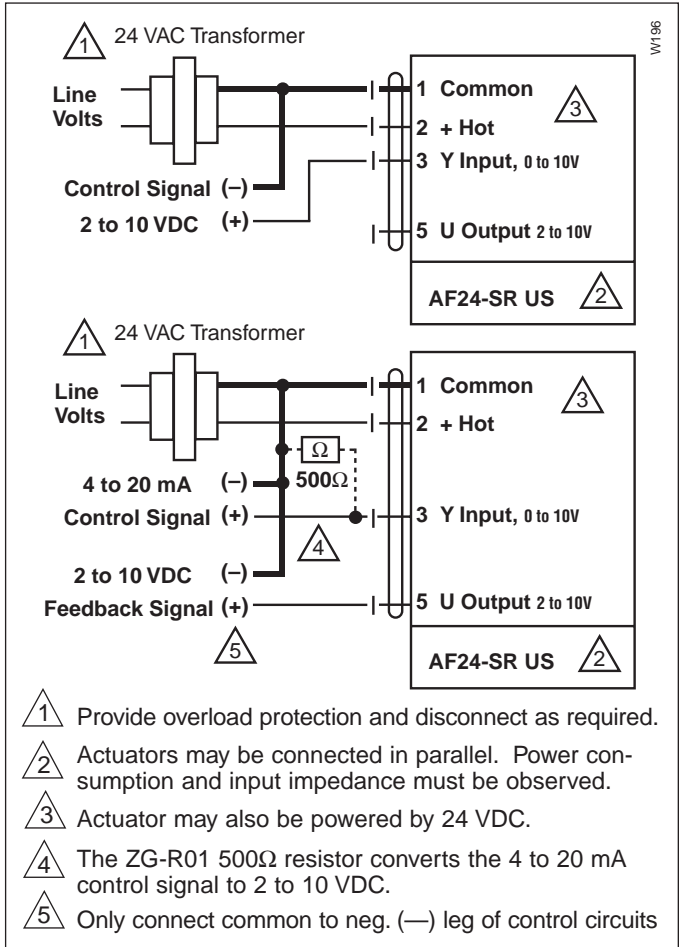 W196
1 24 VAC Transformer
Line
Volts
1 Common
3
2 + Hot
3 Y Input, 0 to 10V
Control Signal (–)
2 to 10 VDC (+)
5 U Output 2 to 10V
AF24-SR US 2
1 24 VAC Transformer
Line
Volts
1 Common
3
2 + Hot
Ω
500Ω
4 to 20 mA (–)
Control Signal (+)
3 Y Input, 0 to 10V
4
2 to 10 VDC (–)
Feedback Signal (+)
5 U Output 2 to 10V
5
AF24-SR US 2
1 Provide overload protection and disconnect as required.
2 Actuators may be connected in parallel. Power con-
sumption and input impedance must be observed.
3 Actuator may also be powered by 24 VDC.
4 The ZG-R01 500Ω resistor converts the 4 to 20 mA
control signal to 2 to 10 VDC.
5 Only connect common to neg. (—) leg of control circuits